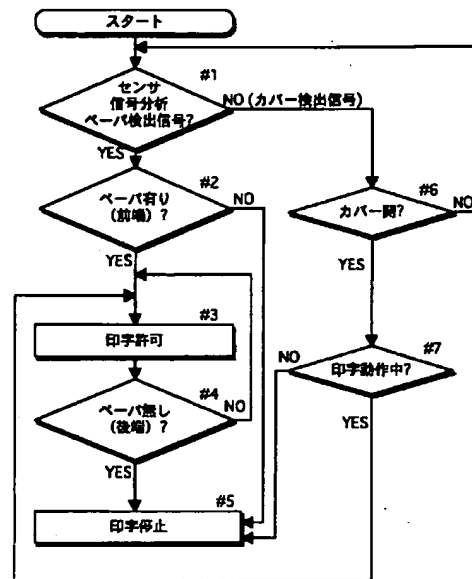 スタート
#1
センサ
信号分析
ペーパ検出信号?
NO (カバー検出信号)
YES
#2
ペーパ有り
(前端) ?
NO
YES
#6
カバー開?
NO
YES
#3
印字許可
#4
ペーパ無し
(後端) ?
NO
YES
#7
印字動作中?
NO
YES
#5
印字停止